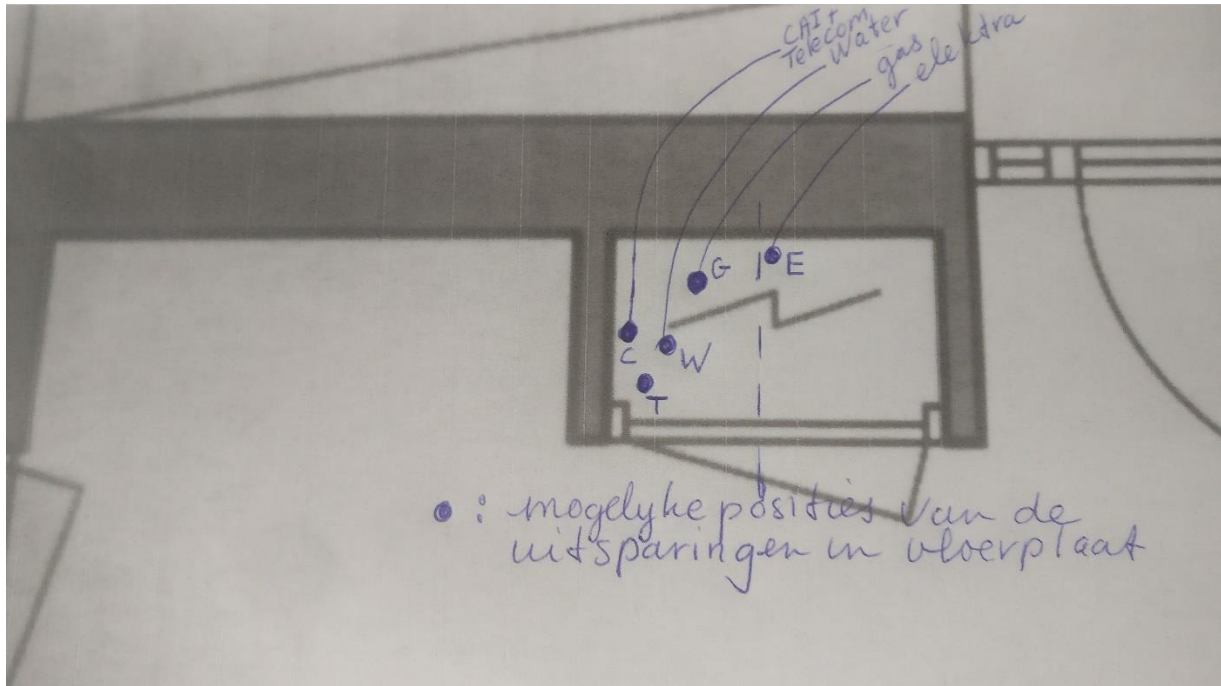 CAI+
Telecom
Water
gas
elektra
G
E
C
W
T
: mogelyke posities van de
uitsparingen in vloerplaat